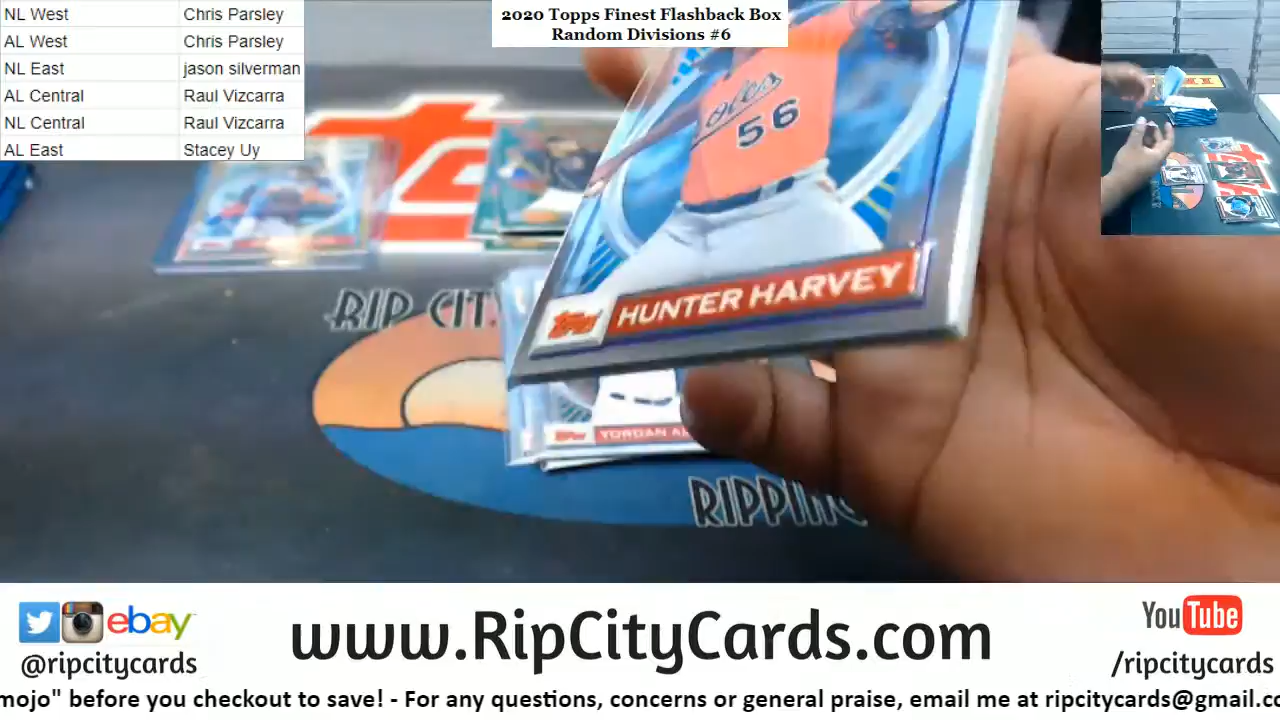 NL West Chris Parsley
AL West Chris Parsley
NL East jason silverman
AL Central Raul Vizcarra
NL Central Raul Vizcarra
AL East Stacey Uy
2020 Topps Finest Flashback Box
Random Divisions #6
oles
56
Topps
HUNTER HARVEY
RIP CIT
Topps
YORDAN
RIPPIN
ebay
@ripcitycards
www.RipCityCards.com
YouTube
/ripcitycards
mojo" before you checkout to save! - For any questions, concerns or general praise, email me at ripcitycards@gmail.co